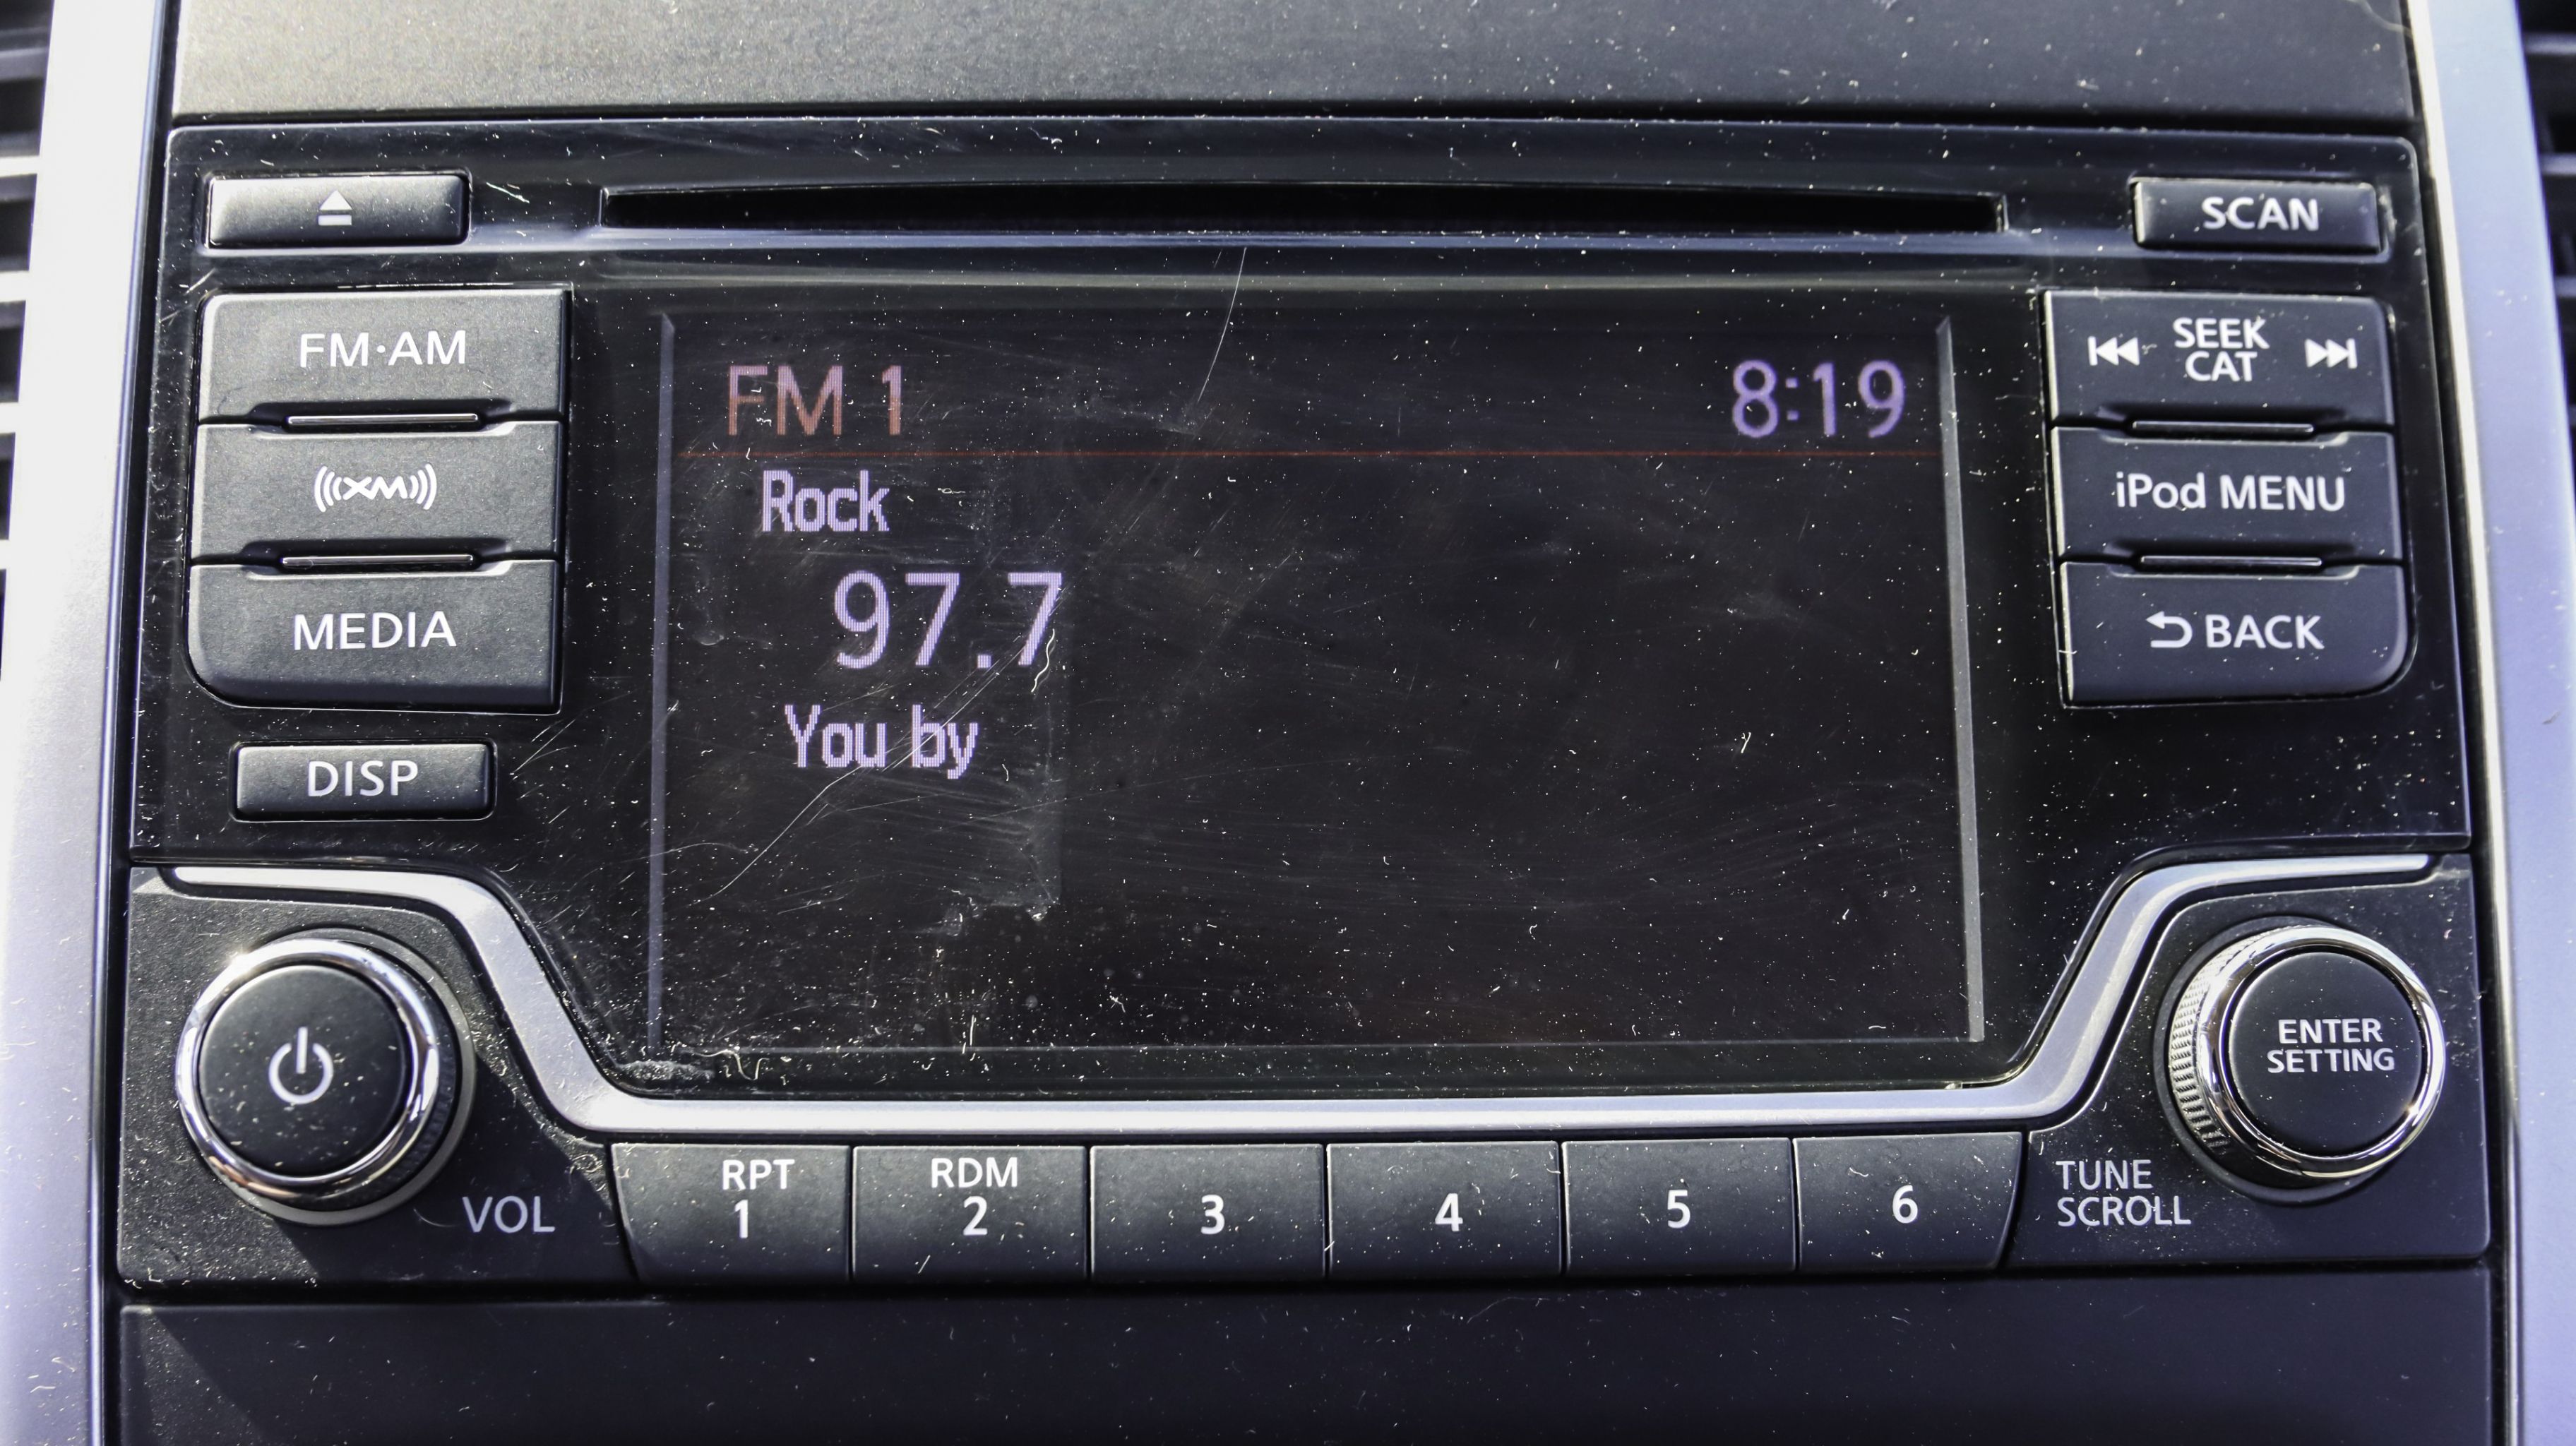 SCAN
FM·AM
SEEK
CAT
FM 1
8:19
Rock
XM
iPod MENU
97.7
MEDIA
BACK
You by
DISP
ENTER
SETTING
VOL
RPT
1
RDM
2
3
4
5
6
TUNE
SCROLL